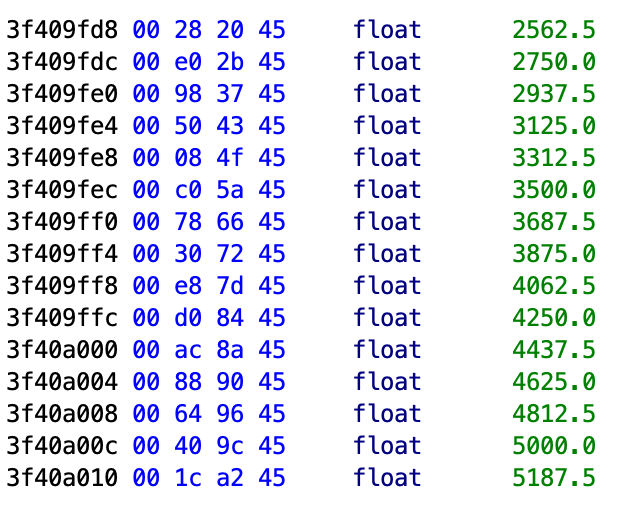 3f409fd8 00 28 20 45 float 2562.5
3f409fdc 00 e0 2b 45 float 2750.0
3f409fe0 00 98 37 45 float 2937.5
3f409fe4 00 50 43 45 float 3125.0
3f409fe8 00 08 4f 45 float 3312.5
3f409fec 00 c0 5a 45 float 3500.0
3f409ff0 00 78 66 45 float 3687.5
3f409ff4 00 30 72 45 float 3875.0
3f409ff8 00 e8 7d 45 float 4062.5
3f409ffc 00 d0 84 45 float 4250.0
3f40a000 00 ac 8a 45 float 4437.5
3f40a004 00 88 90 45 float 4625.0
3f40a008 00 64 96 45 float 4812.5
3f40a00c 00 40 9c 45 float 5000.0
3f40a010 00 1c a2 45 float 5187.5